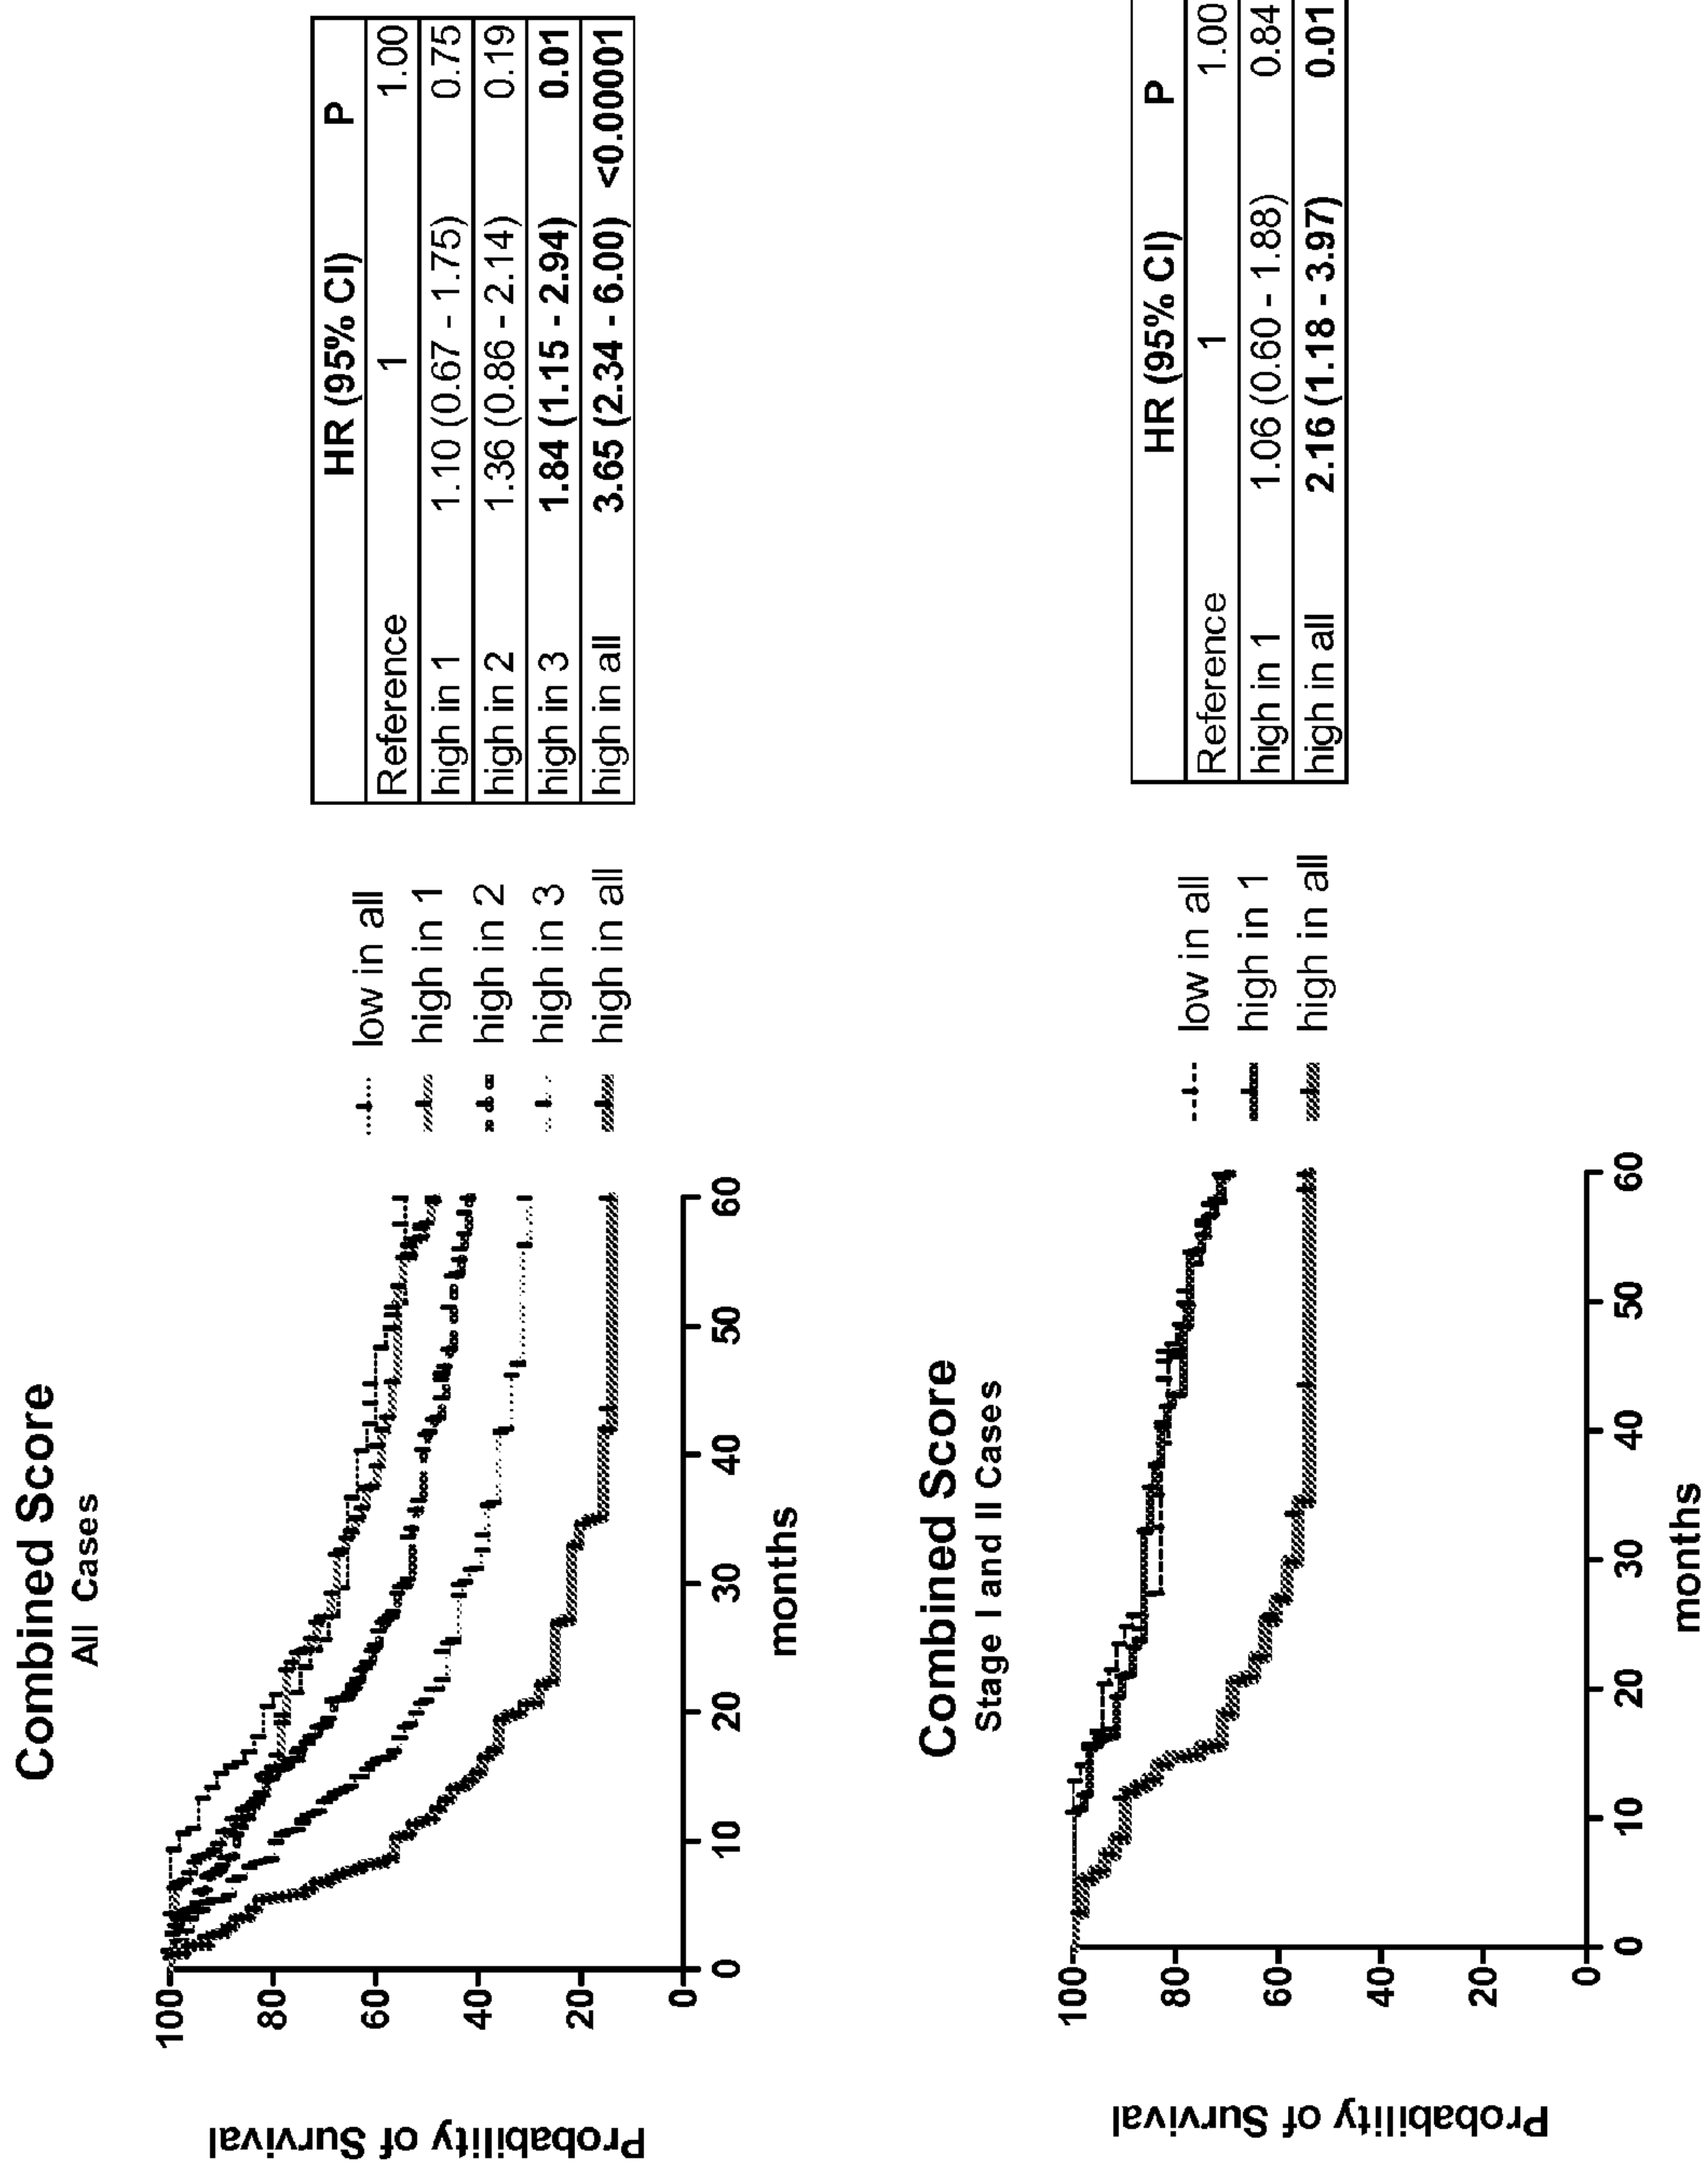 Combined Score
All Cases
Probability of Survival
100
80
60
40
20
0
0 10 20 30 40 50 60
months
low in all
high in 1
high in 2
high in 3
high in all
HR (95% CI) P
Reference 1 1.00
high in 1 1.10 (0.67 - 1.75) 0.75
high in 2 1.36 (0.86 - 2.14) 0.19
high in 3 1.84 (1.15 - 2.94) 0.01
high in all 3.65 (2.34 - 6.00) <0.00001
Combined Score
Stage I and II Cases
Probability of Survival
100
80
60
40
20
0
0 10 20 30 40 50 60
months
low in all
high in 1
high in all
HR (95% CI) P
Reference 1 1.00
high in 1 1.06 (0.60 - 1.88) 0.84
high in all 2.16 (1.18 - 3.97) 0.01